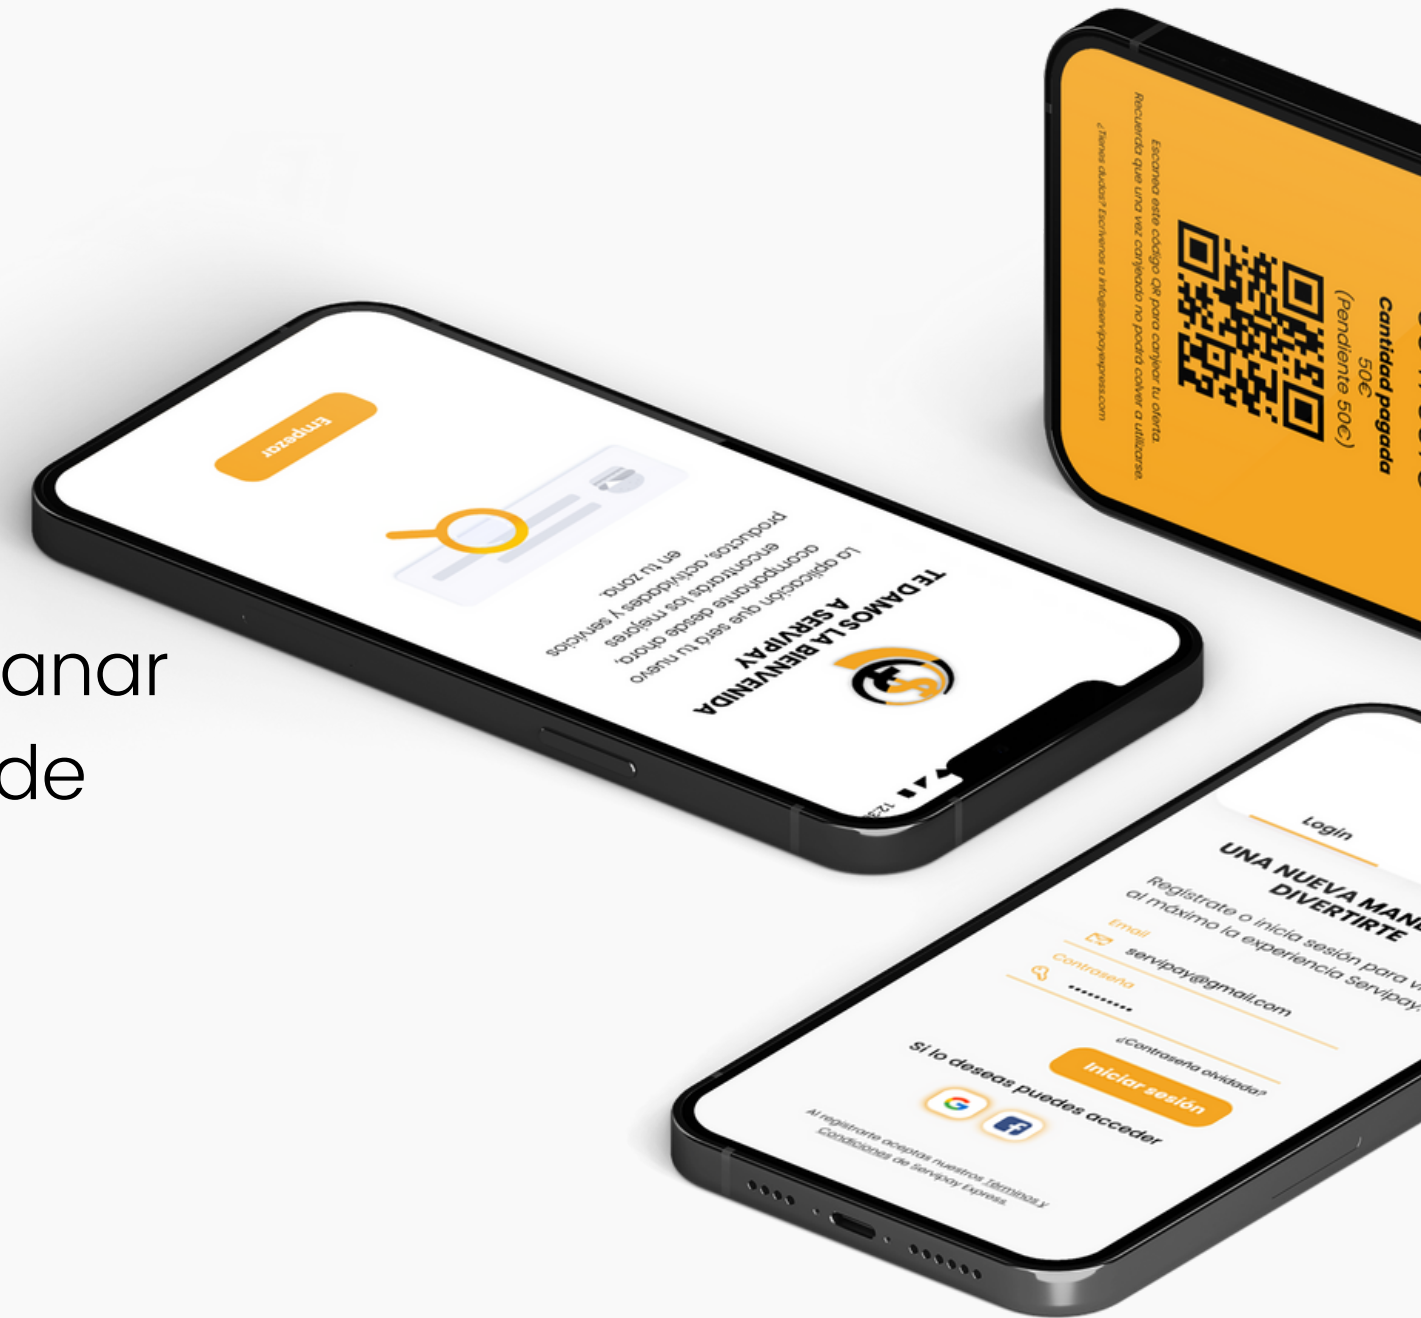 anar
de
12:3
TE DAMOS LA BIENVENIDA
A SERVIPAY
La aplicación que será tu nuevo
acompañante desde ahora,
encontrarás los mejores
productos, actividades y servicios
en tu zona.
Empezar
Cantidad pagada
50€
(Pendiente 50€)
Escanea este código QR para canjear tu oferta.
Recuerda que una vez canjeado no podrá colver a utilizarse.
¿Tienes dudas? Escrívenos a info@servipayexpress.com
Login
UNA NUEVA MANE
DIVERTIRTE
Regístrate o inicia sesión para vi
al máximo la experiencia Servipay.
Email
servipay@gmail.com
Contraseña
¿Contraseña olvidada?
Iniciar sesión
Si lo deseas puedes acceder
Al registrarte aceptas nuestros Términos y
Condiciones de Servipay Express.